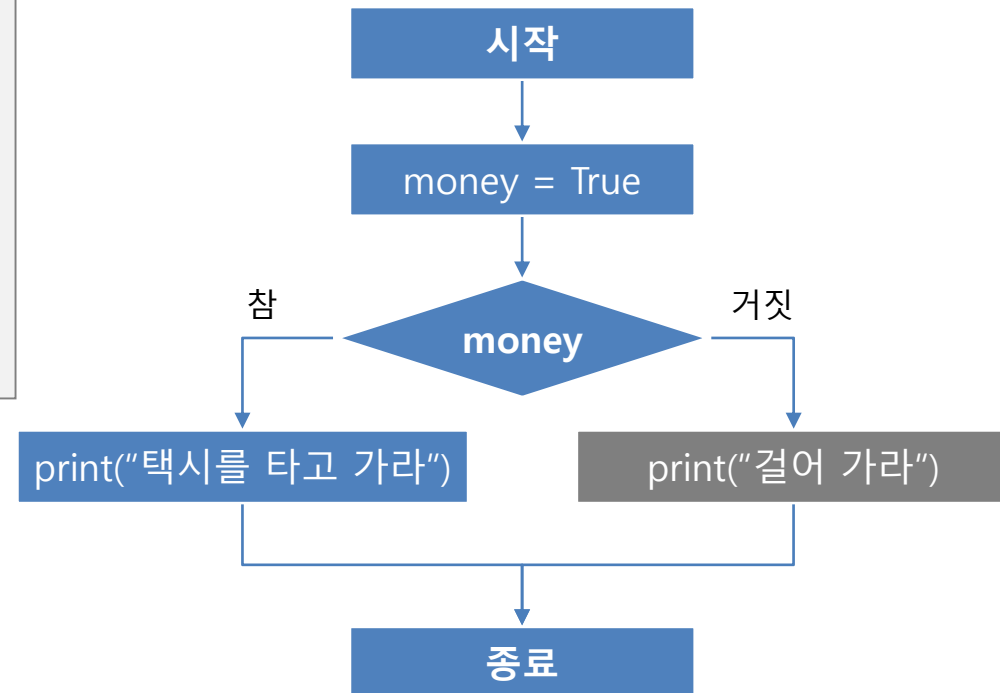 시작
money = True
참
거짓
money
print(“택시를 타고 가라”)
print(“걸어 가라“)
종료